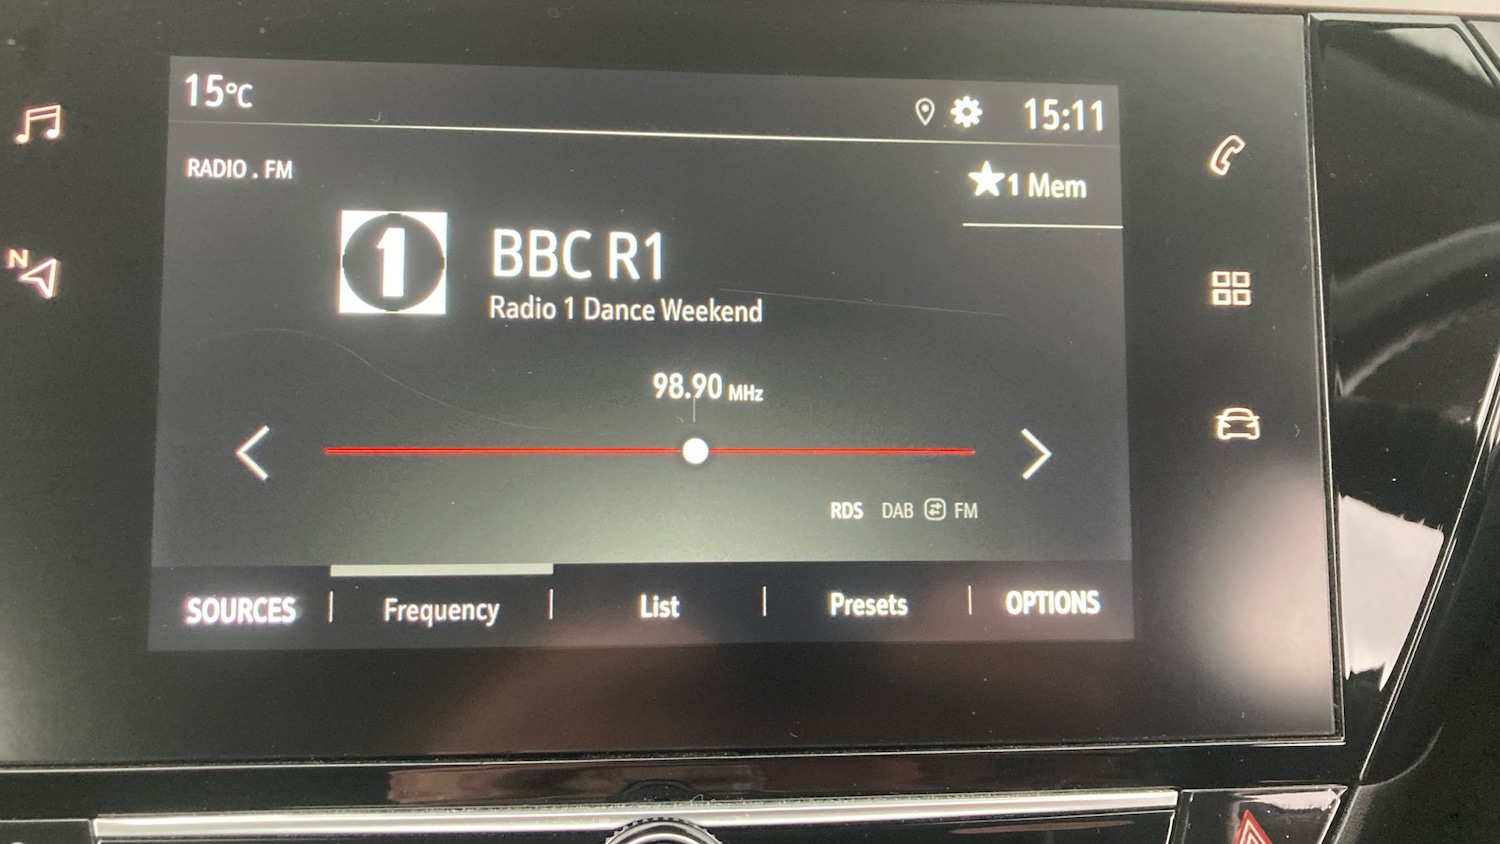 15°C
15:11
RADIO . FM
★1 Mem
N
1
BBC R1
Radio 1 Dance Weekend
98.90 MHz
RDS DAB FM
SOURCES | Frequency | List | Presets | OPTIONS